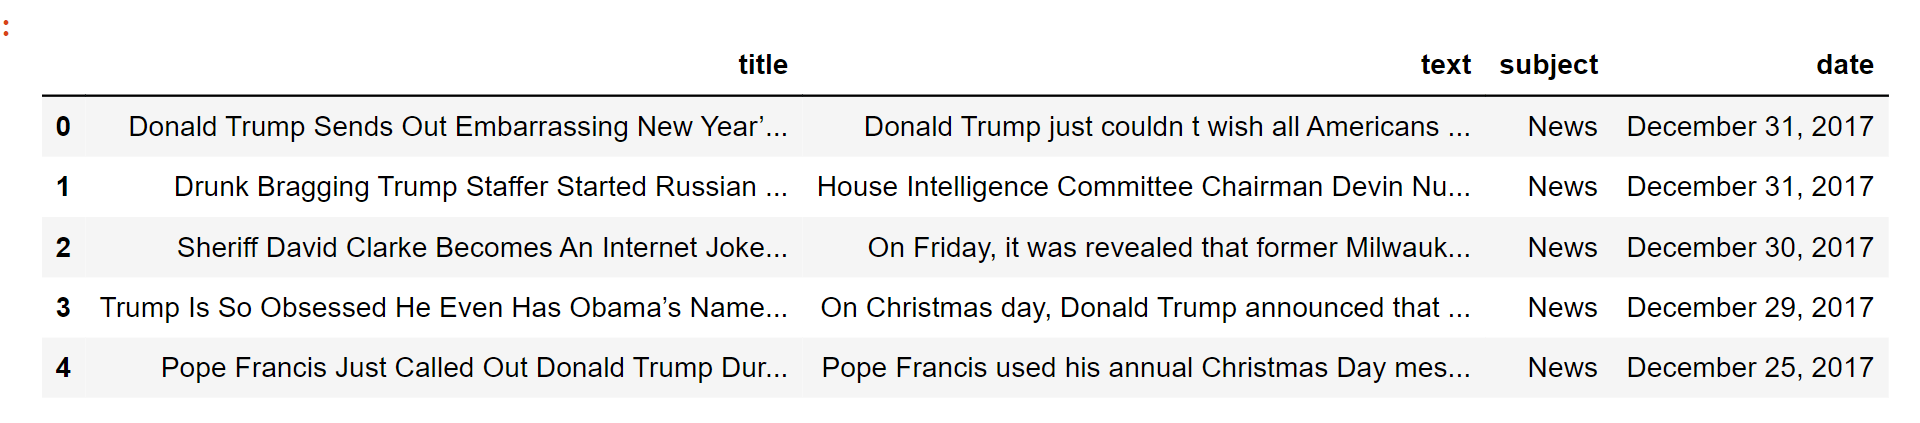 :
title text subject date
0 Donald Trump Sends Out Embarrassing New Year’... Donald Trump just couldn t wish all Americans ... News December 31, 2017
1 Drunk Bragging Trump Staffer Started Russian ... House Intelligence Committee Chairman Devin Nu... News December 31, 2017
2 Sheriff David Clarke Becomes An Internet Joke... On Friday, it was revealed that former Milwauk... News December 30, 2017
3 Trump Is So Obsessed He Even Has Obama’s Name... On Christmas day, Donald Trump announced that ... News December 29, 2017
4 Pope Francis Just Called Out Donald Trump Dur... Pope Francis used his annual Christmas Day mes... News December 25, 2017